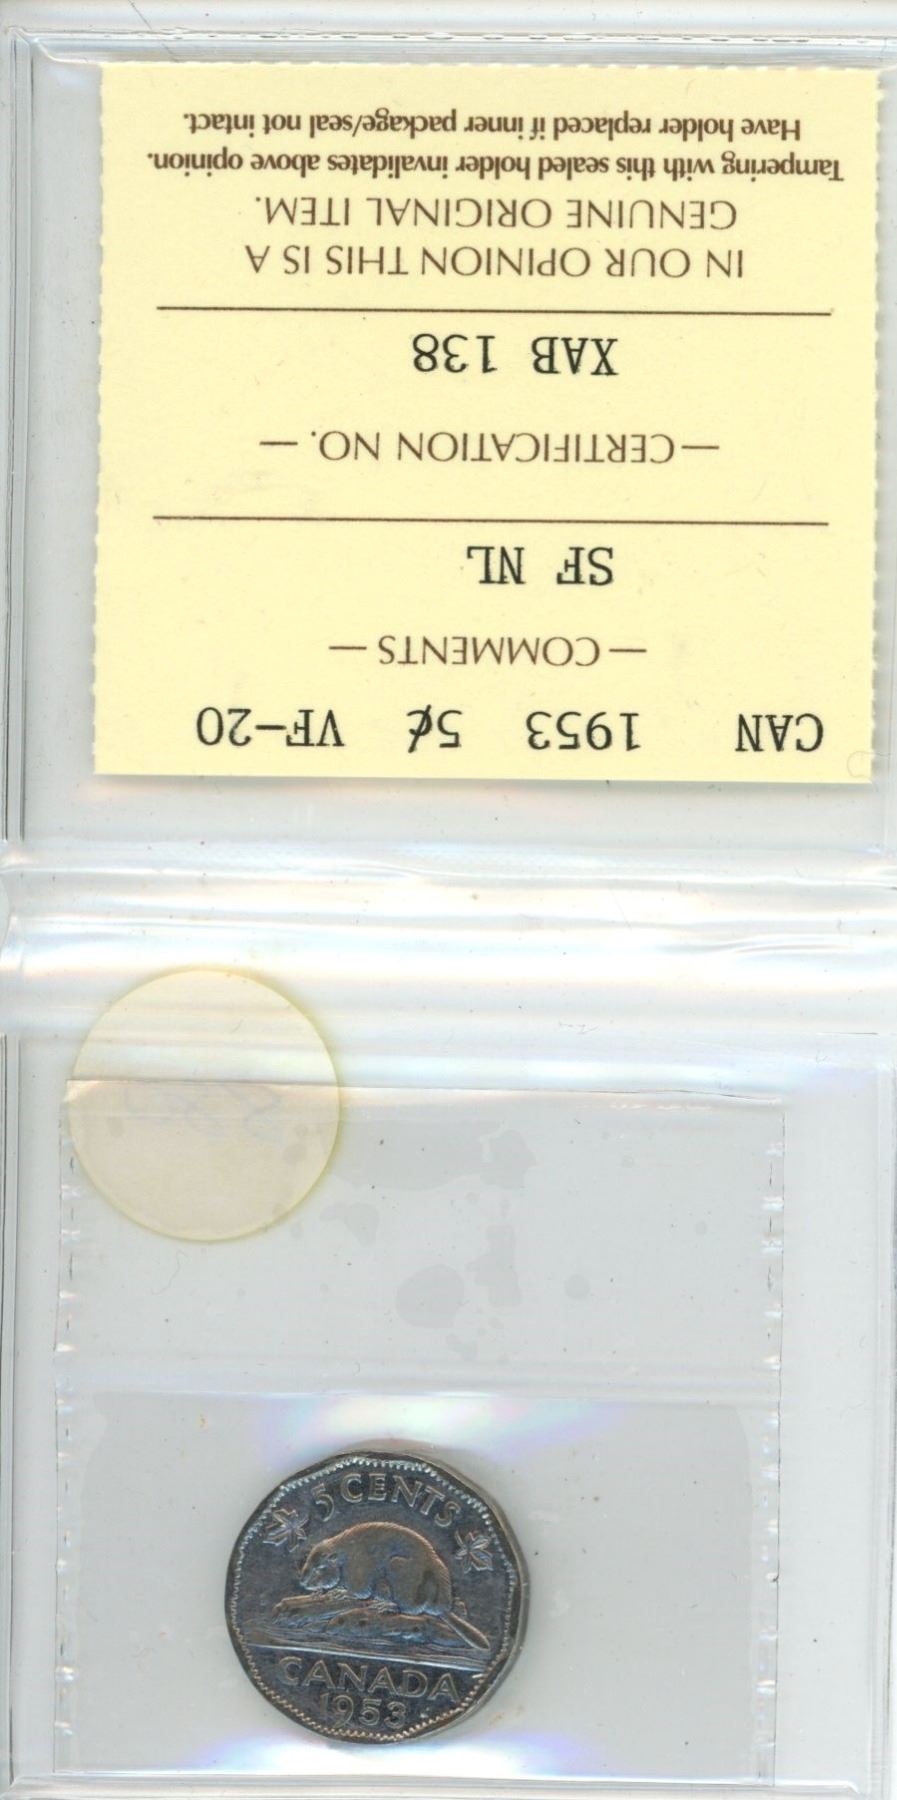 CAN 1953 5¢ VF-20
— COMMENTS —
SF NL
— CERTIFICATION NO. —
XAB 138
IN OUR OPINION THIS IS A
GENUINE ORIGINAL ITEM.
Tampering with this sealed holder invalidates above opinion.
Have holder replaced if inner package/seal not intact.
5 CENTS
CANADA
1953